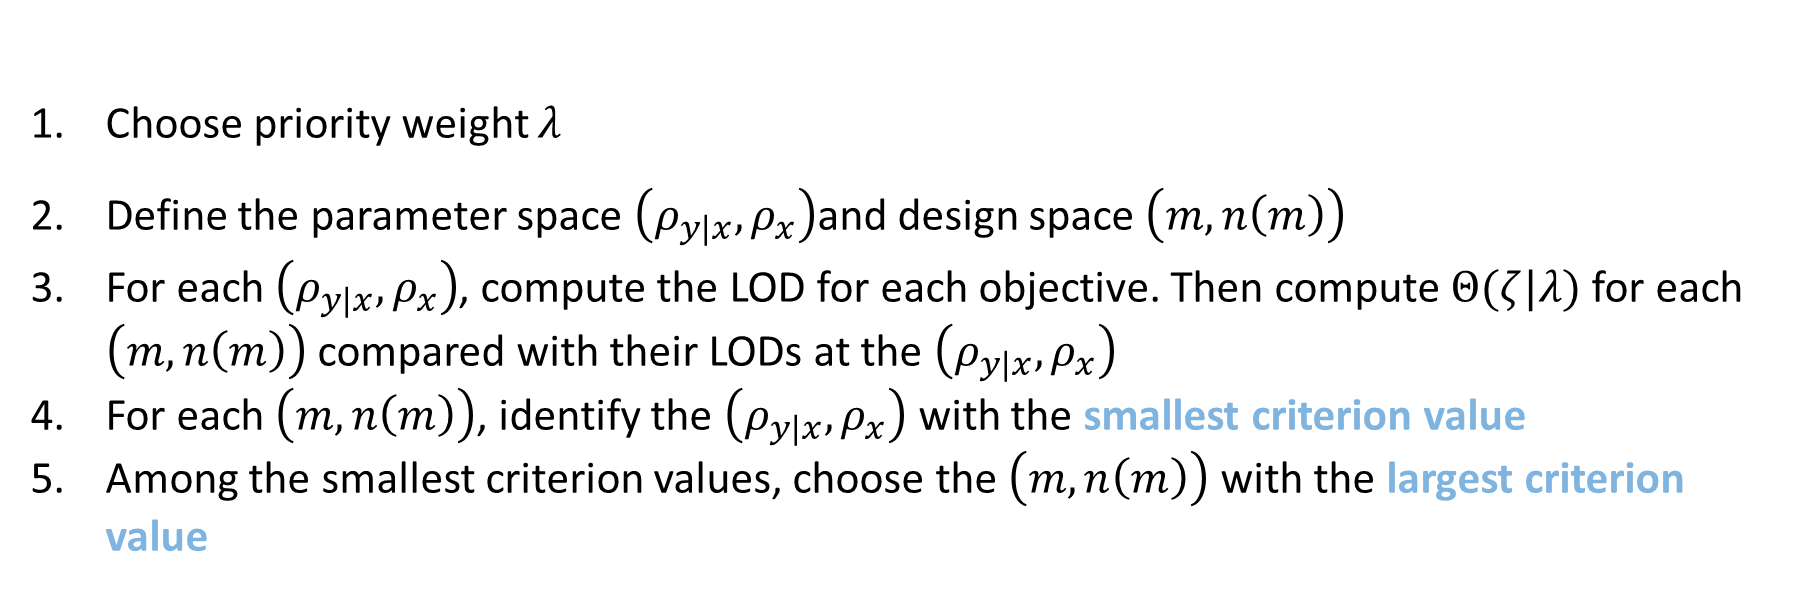 1. Choose priority weight λ
2. Define the parameter space (ρ_{y|x}, ρ_x)and design space (m, n(m))
3. For each (ρ_{y|x}, ρ_x), compute the LOD for each objective. Then compute Θ(ζ|λ) for each
(m, n(m)) compared with their LODs at the (ρ_{y|x}, ρ_x)
4. For each (m, n(m)), identify the (ρ_{y|x}, ρ_x) with the smallest criterion value
5. Among the smallest criterion values, choose the (m, n(m)) with the largest criterion
value